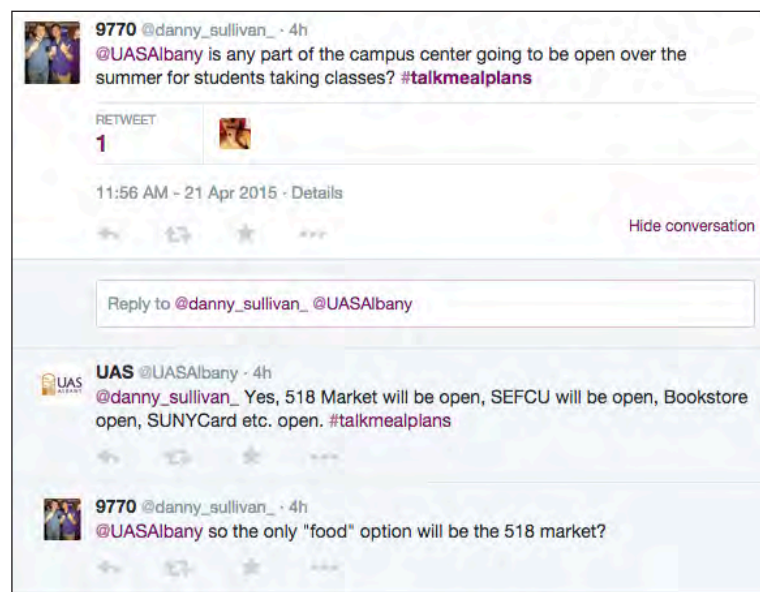 9770 @danny_sullivan_ · 4h
@UASAlbany is any part of the campus center going to be open over the
summer for students taking classes? #talkmealplans
RETWEET
1
11:56 AM - 21 Apr 2015 · Details
Hide conversation
Reply to @danny_sullivan_ @UASAlbany
UAS
ALBANY
UAS @UASAlbany · 4h
@danny_sullivan_ Yes, 518 Market will be open, SEFCU will be open, Bookstore
open, SUNYCard etc. open. #talkmealplans
9770 @danny_sullivan_ · 4h
@UASAlbany so the only "food" option will be the 518 market?